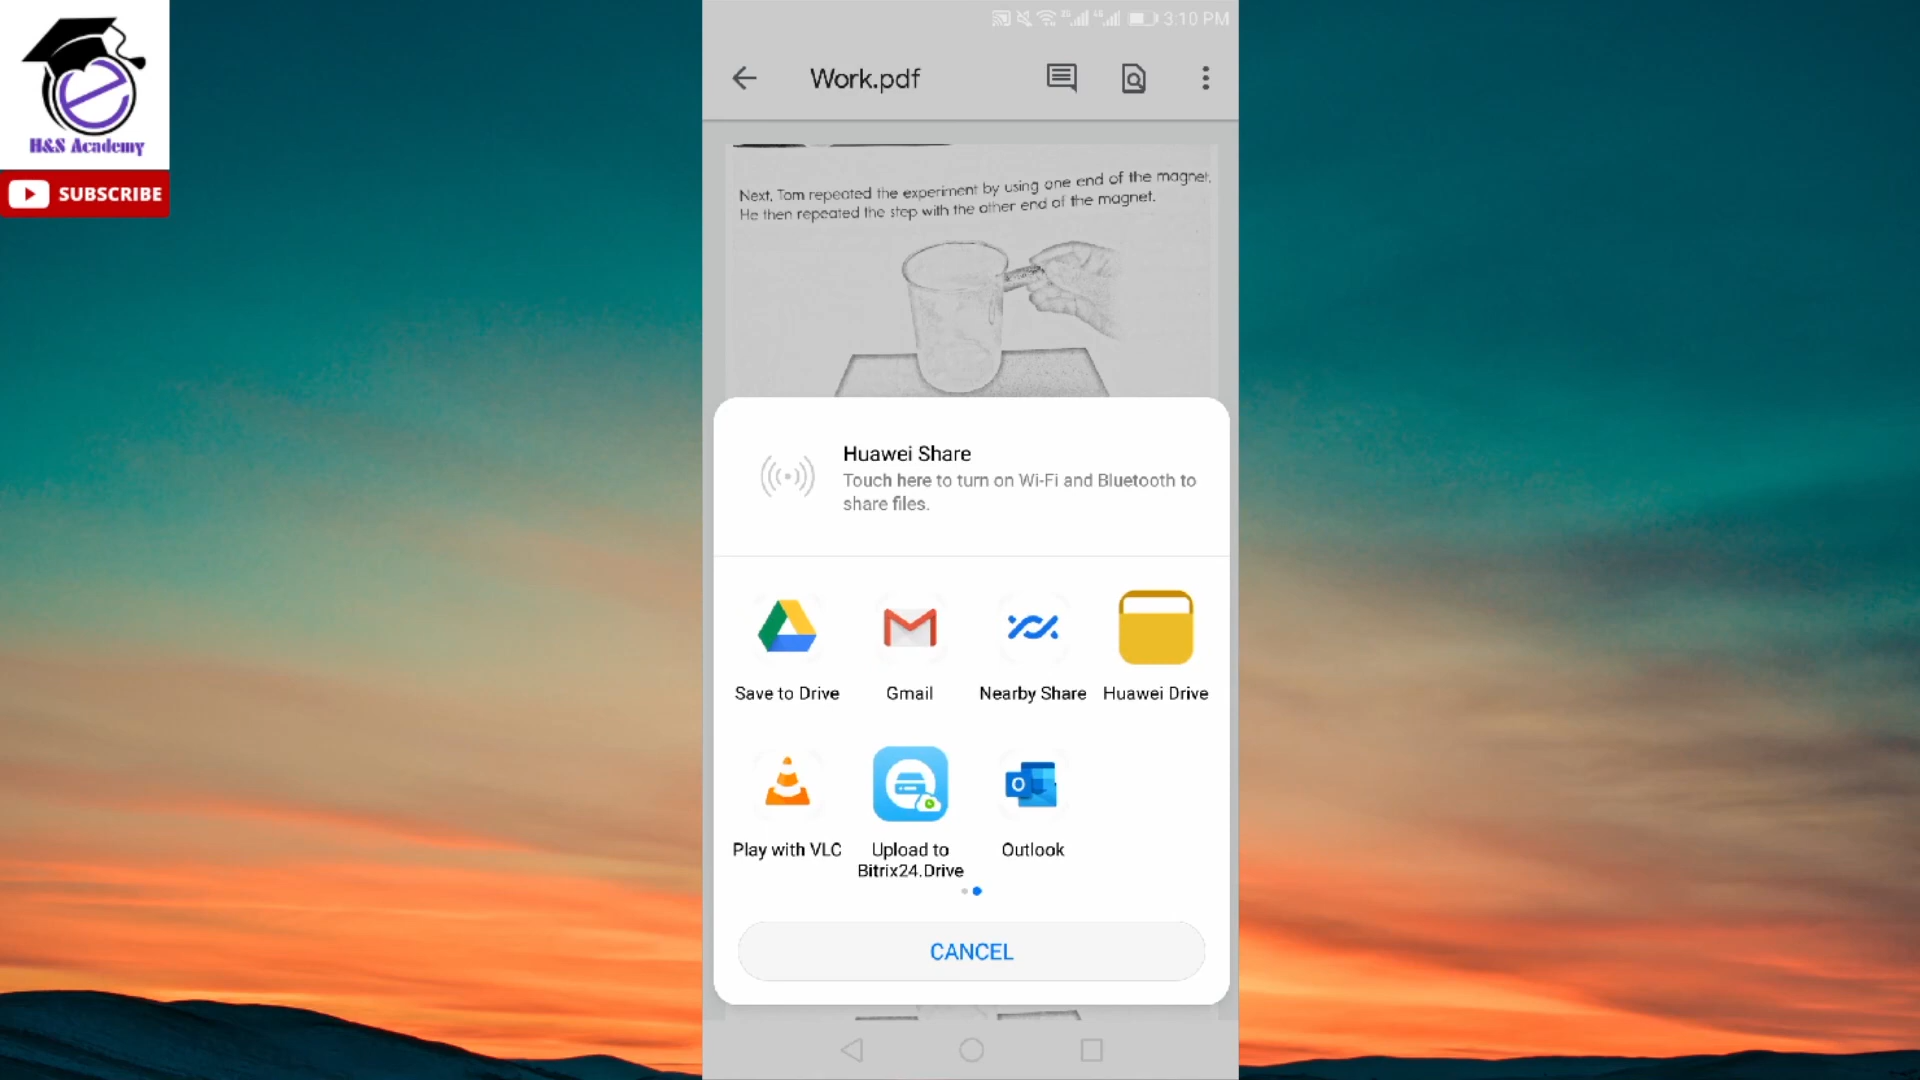 H&S Academy
SUBSCRIBE
3:10 PM
Work.pdf
Next, Tom repeated the experiment by using one end of the magnet.
He then repeated the step with the other end of the magnet.
Huawei Share
Touch here to turn on Wi-Fi and Bluetooth to
share files.
Save to Drive
Gmail
Nearby Share
Huawei Drive
Play with VLC
Upload to
Bitrix24.Drive
Outlook
CANCEL